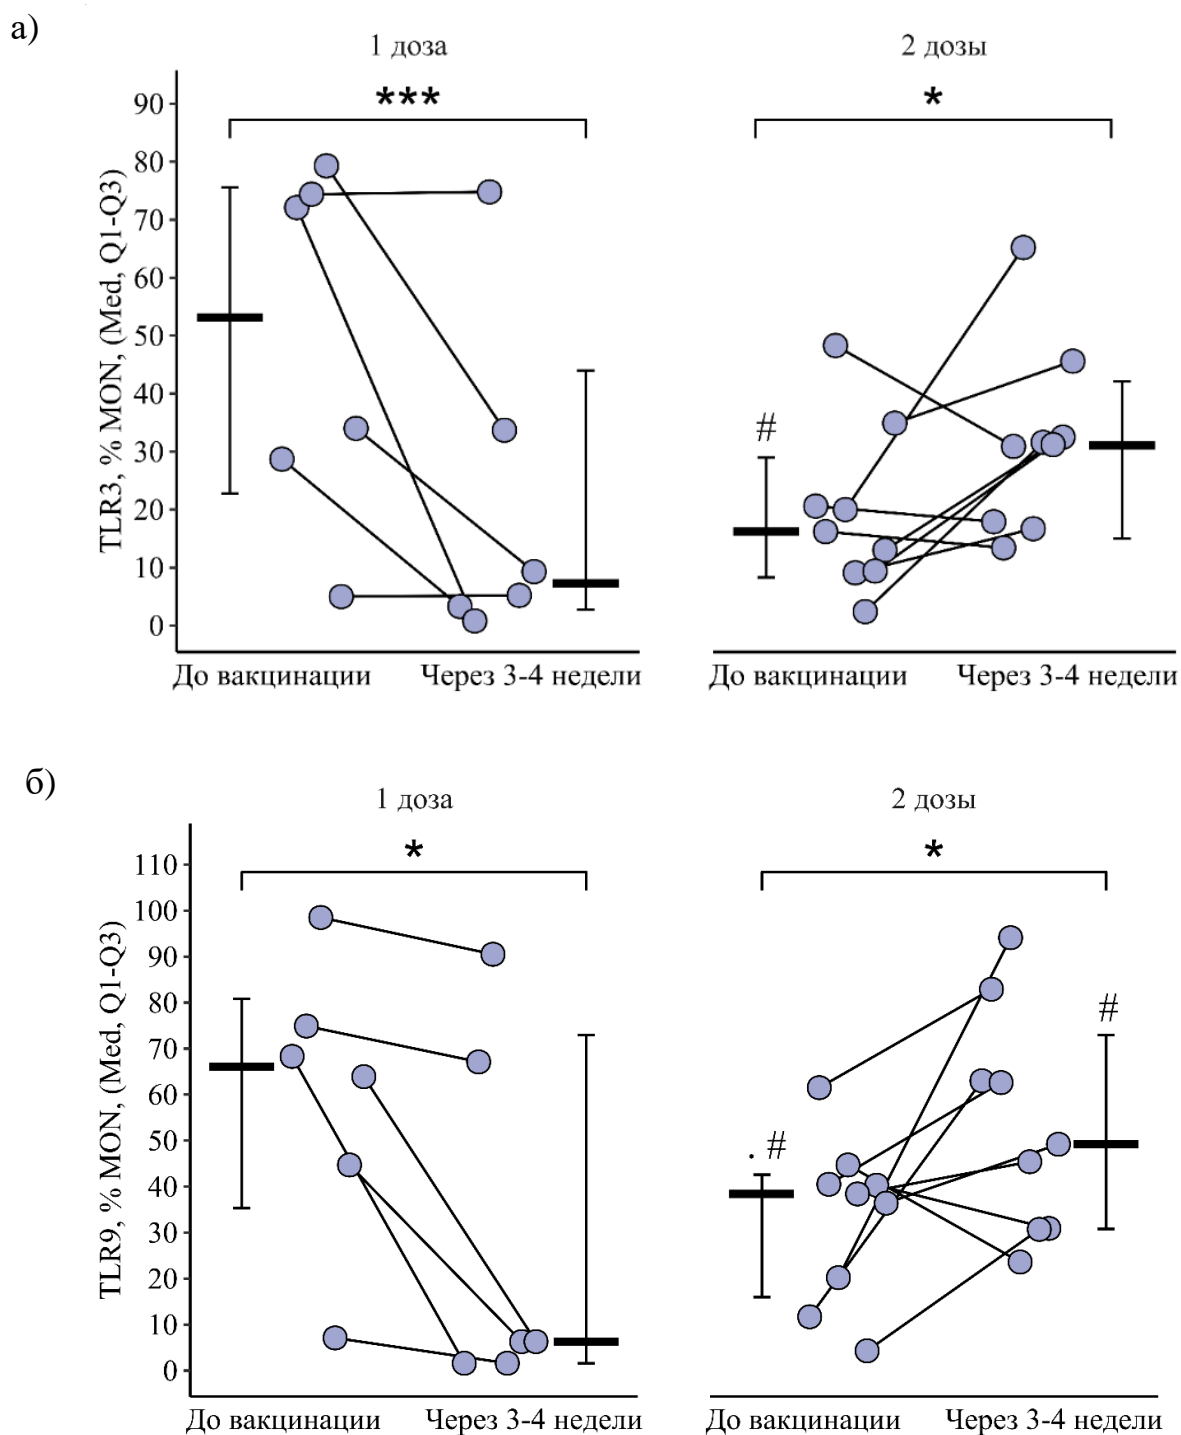 а)
1 доза
2 дозы
***
*
TLR3, % MON, (Med, Q1-Q3)
90
80
70
60
50
40
30
20
10
0
#
До вакцинации
Через 3-4 недели
До вакцинации
Через 3-4 недели
б)
1 доза
2 дозы
*
*
TLR9, % MON, (Med, Q1-Q3)
110
100
90
80
70
60
50
40
30
20
10
0
. #
#
До вакцинации
Через 3-4 недели
До вакцинации
Через 3-4 недели